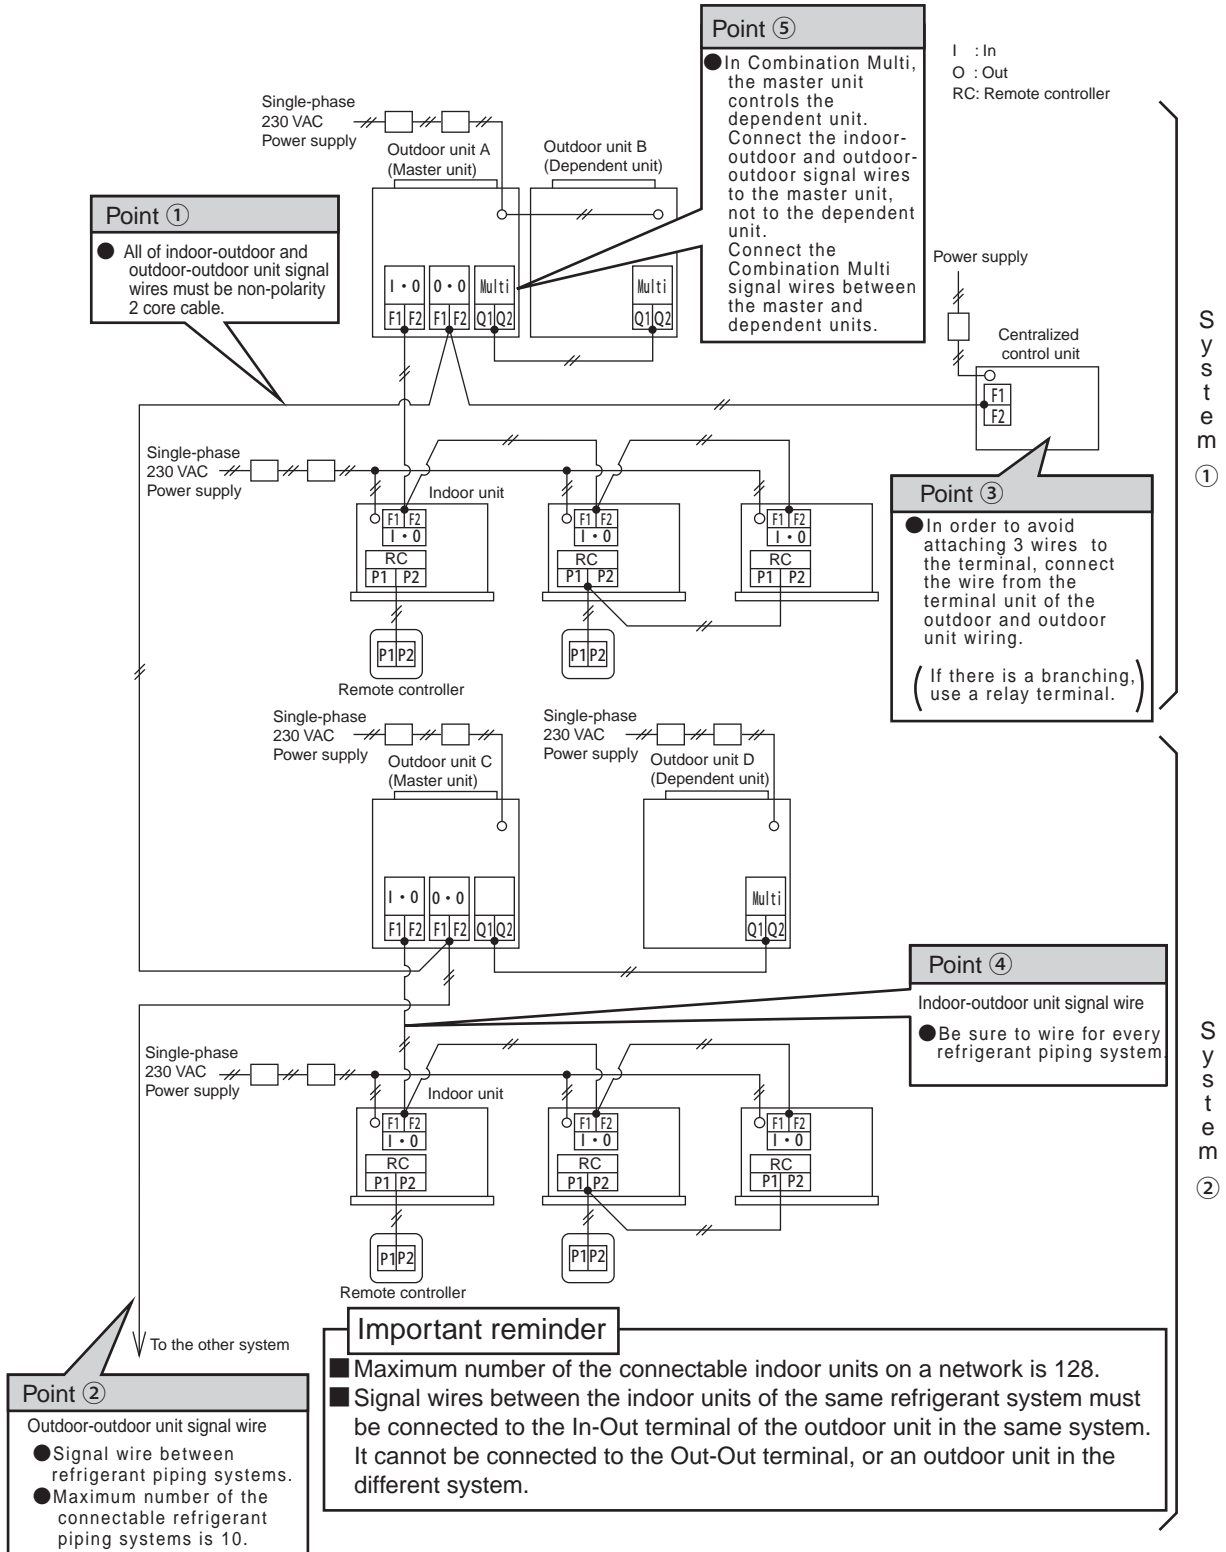 Point ⑤
● In Combination Multi,
the master unit
controls the
dependent unit.
Connect the indoor-
outdoor and outdoor-
outdoor signal wires
to the master unit,
not to the dependent
unit.
Connect the
Combination Multi
signal wires between
the master and
dependent units.
I : In
O : Out
RC: Remote controller
Single-phase
230 VAC
Power supply
Outdoor unit A
(Master unit)
Outdoor unit B
(Dependent unit)
Point ①
● All of indoor-outdoor and
outdoor-outdoor unit signal
wires must be non-polarity
2 core cable.
I・O O・O Multi
F1 F2 F1 F2 Q1 Q2
Multi
Q1 Q2
Power supply
Centralized
control unit
F1
F2
System ①
Single-phase
230 VAC
Power supply
Indoor unit
F1 F2
I・O
RC
P1 P2
F1 F2
I・O
RC
P1 P2
F1 F2
I・O
RC
P1 P2
P1 P2
Remote controller
P1 P2
Point ③
● In order to avoid
attaching 3 wires to
the terminal, connect
the wire from the
terminal unit of the
outdoor and outdoor
unit wiring.
(If there is a branching,
use a relay terminal.)
Single-phase
230 VAC
Power supply
Outdoor unit C
(Master unit)
Single-phase
230 VAC
Power supply
Outdoor unit D
(Dependent unit)
I・O O・O
F1 F2 F1 F2 Q1 Q2
Multi
Q1 Q2
Point ④
Indoor-outdoor unit signal wire
● Be sure to wire for every
refrigerant piping system.
System ②
Single-phase
230 VAC
Power supply
Indoor unit
F1 F2
I・O
RC
P1 P2
F1 F2
I・O
RC
P1 P2
F1 F2
I・O
RC
P1 P2
P1 P2
Remote controller
P1 P2
To the other system
Point ②
Outdoor-outdoor unit signal wire
● Signal wire between
refrigerant piping systems.
● Maximum number of the
connectable refrigerant
piping systems is 10.
Important reminder
■ Maximum number of the connectable indoor units on a network is 128.
■ Signal wires between the indoor units of the same refrigerant system must
be connected to the In-Out terminal of the outdoor unit in the same system.
It cannot be connected to the Out-Out terminal, or an outdoor unit in the
different system.